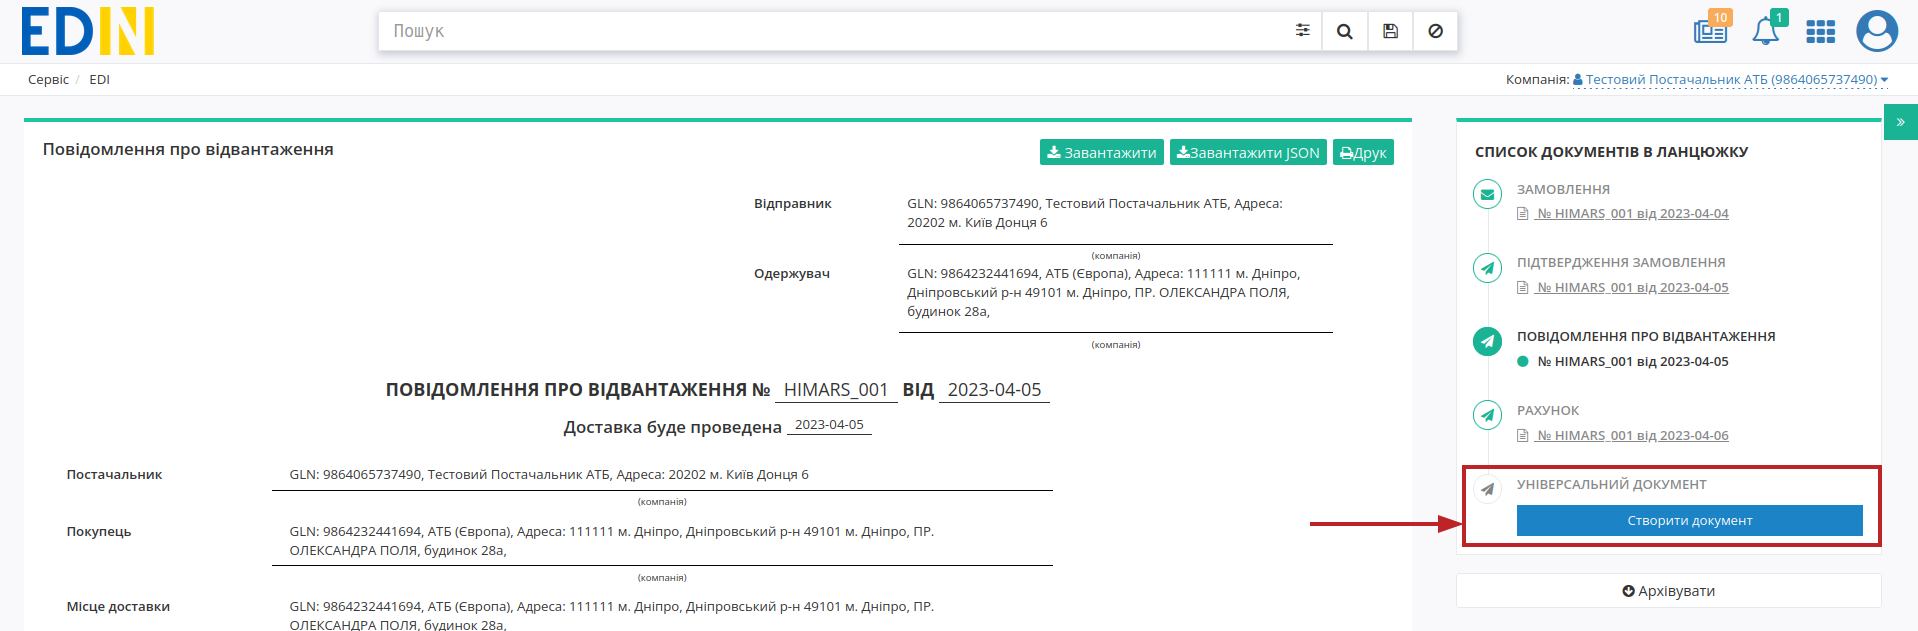 EDIN
Пошук
10
1
Сервіс / EDI
Компанія: Тестовий Постачальник АТБ (9864065737490)
»
Повідомлення про відвантаження
Завантажити
Завантажити JSON
Друк
Відправник
GLN: 9864065737490, Тестовий Постачальник АТБ, Адреса:
20202 м. Київ Донця 6
(компанія)
Одержувач
GLN: 9864232441694, АТБ (Європа), Адреса: 111111 м. Дніпро,
Дніпровський р-н 49101 м. Дніпро, ПР. ОЛЕКСАНДРА ПОЛЯ,
будинок 28а,
(компанія)
ПОВІДОМЛЕННЯ ПРО ВІДВАНТАЖЕННЯ № HIMARS_001 ВІД 2023-04-05
Доставка буде проведена 2023-04-05
Постачальник
GLN: 9864065737490, Тестовий Постачальник АТБ, Адреса: 20202 м. Київ Донця 6
(компанія)
Покупець
GLN: 9864232441694, АТБ (Європа), Адреса: 111111 м. Дніпро, Дніпровський р-н 49101 м. Дніпро, ПР.
ОЛЕКСАНДРА ПОЛЯ, будинок 28а,
(компанія)
Місце доставки
GLN: 9864232441694, АТБ (Європа), Адреса: 111111 м. Дніпро, Дніпровський р-н 49101 м. Дніпро, ПР.
ОЛЕКСАНДРА ПОЛЯ, будинок 28а,
СПИСОК ДОКУМЕНТІВ В ЛАНЦЮЖКУ
ЗАМОВЛЕННЯ
№ HIMARS_001 від 2023-04-04
ПІДТВЕРДЖЕННЯ ЗАМОВЛЕННЯ
№ HIMARS_001 від 2023-04-05
ПОВІДОМЛЕННЯ ПРО ВІДВАНТАЖЕННЯ
№ HIMARS_001 від 2023-04-05
РАХУНОК
№ HIMARS_001 від 2023-04-06
УНІВЕРСАЛЬНИЙ ДОКУМЕНТ
Створити документ
Архівувати